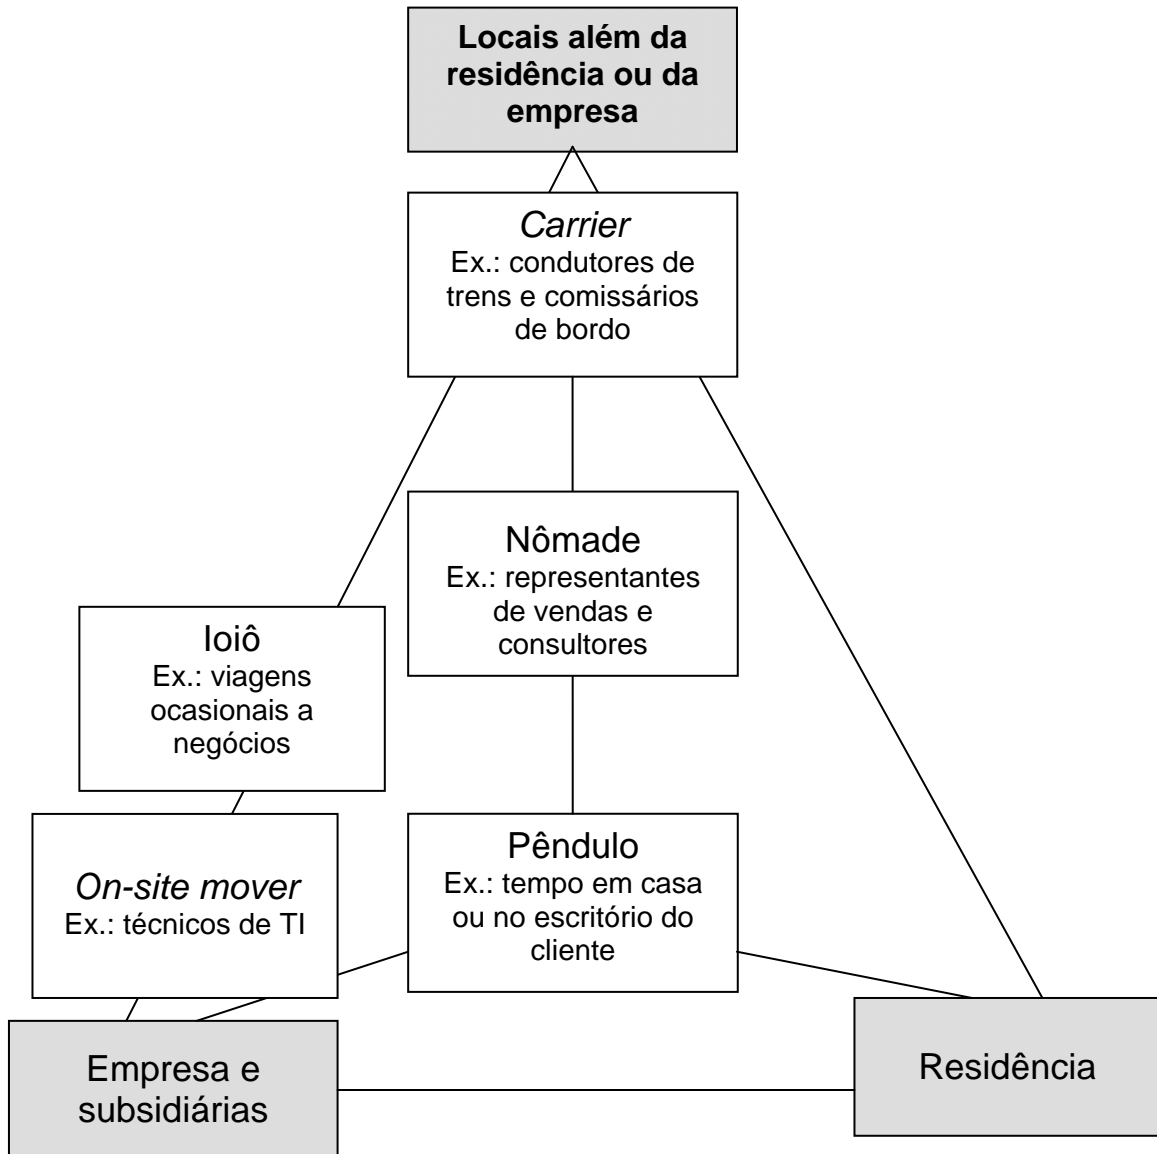 Locais além da
residência ou da
empresa
Carrier
Ex.: condutores de
trens e comissários
de bordo
Nômade
Ex.: representantes
de vendas e
consultores
Ioiô
Ex.: viagens
ocasionais a
negócios
Pêndulo
Ex.: tempo em casa
ou no escritório do
cliente
On-site mover
Ex.: técnicos de TI
Empresa e
subsidiárias
Residência